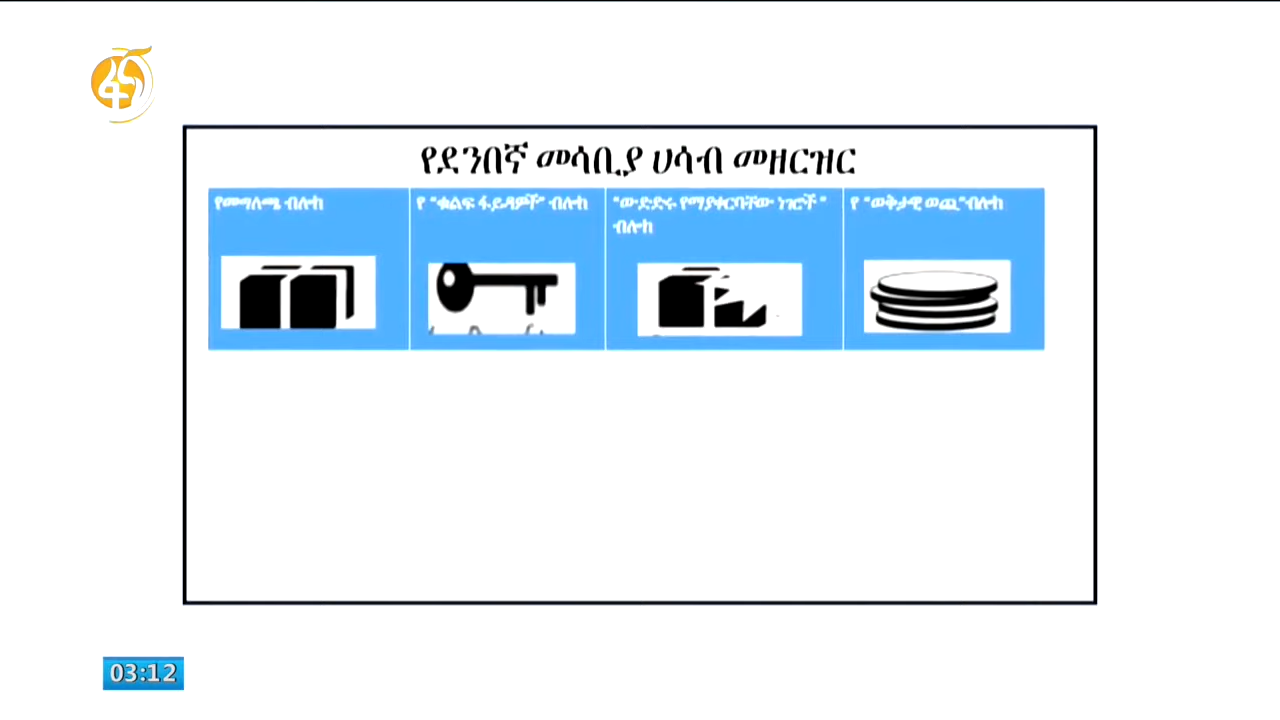 የደንበኛ መሳቢያ ሀሳብ መዘርዝር
የመግለጫ ብሎክ
የ “ቁልፍ ፋይዳዎች” ብሎክ
“ውድድሩ የማያቀርባቸው ነገሮች ”
ብሎክ
የ “ወቅታዊ ወጪ”ብሎክ
03:12